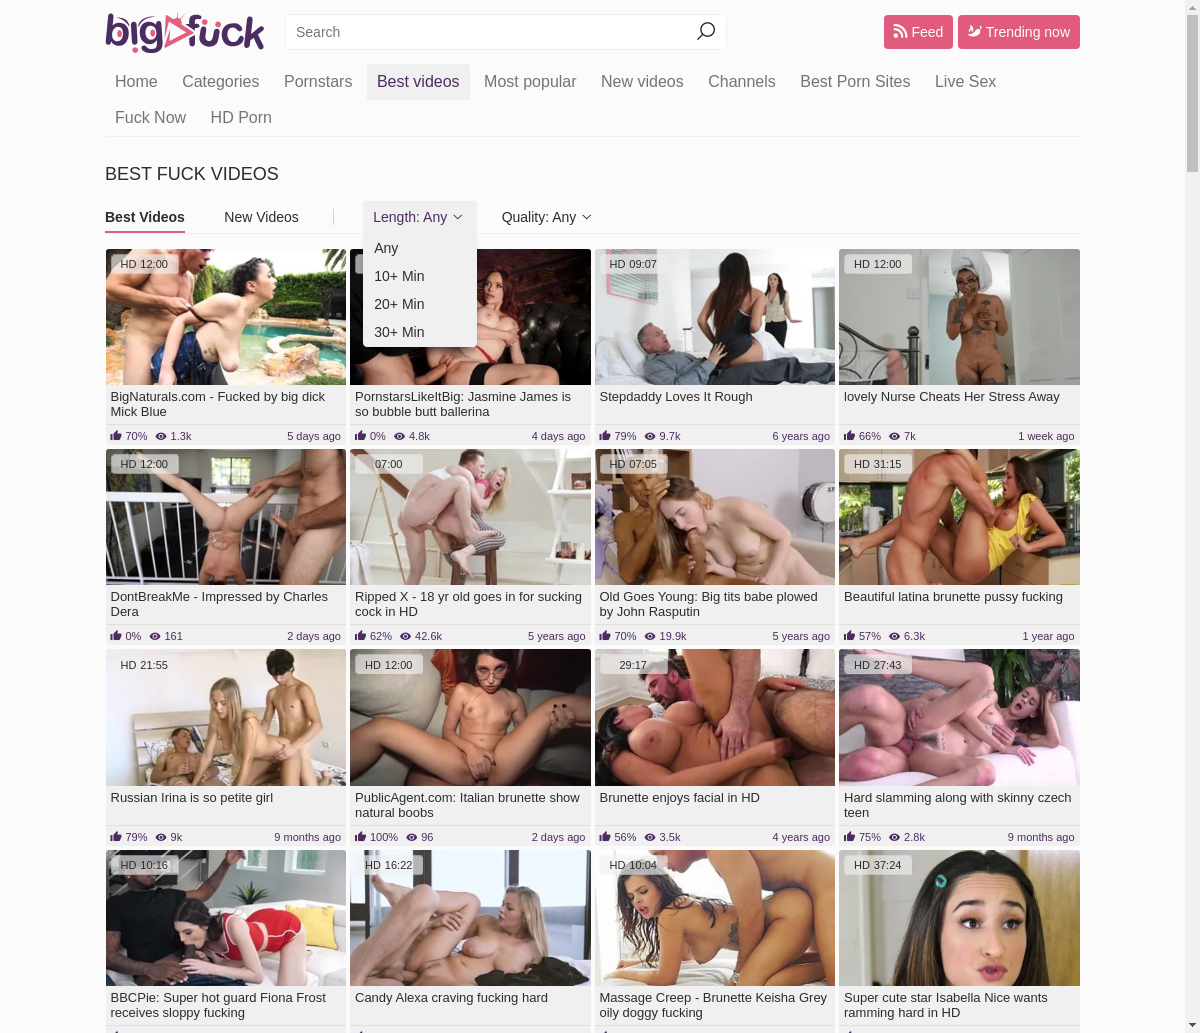 bigfuck
Search
Feed
Trending now
Home Categories Pornstars Best videos Most popular New videos Channels Best Porn Sites Live Sex
Fuck Now HD Porn
BEST FUCK VIDEOS
Best Videos New Videos Length: Any Quality: Any
Any
10+ Min
20+ Min
30+ Min
HD 12:00
BigNaturals.com - Fucked by big dick
Mick Blue
70% 1.3k 5 days ago
PornstarsLikeItBig: Jasmine James is
so bubble butt ballerina
0% 4.8k 4 days ago
HD 09:07
Stepdaddy Loves It Rough
79% 9.7k 6 years ago
HD 12:00
lovely Nurse Cheats Her Stress Away
66% 7k 1 week ago
HD 12:00
DontBreakMe - Impressed by Charles
Dera
0% 161 2 days ago
07:00
Ripped X - 18 yr old goes in for sucking
cock in HD
62% 42.6k 5 years ago
HD 07:05
Old Goes Young: Big tits babe plowed
by John Rasputin
70% 19.9k 5 years ago
HD 31:15
Beautiful latina brunette pussy fucking
57% 6.3k 1 year ago
HD 21:55
Russian Irina is so petite girl
79% 9k 9 months ago
HD 12:00
PublicAgent.com: Italian brunette show
natural boobs
100% 96 2 days ago
29:17
Brunette enjoys facial in HD
56% 3.5k 4 years ago
HD 27:43
Hard slamming along with skinny czech
teen
75% 2.8k 9 months ago
HD 10:16
BBCPie: Super hot guard Fiona Frost
receives sloppy fucking
HD 16:22
Candy Alexa craving fucking hard
HD 10:04
Massage Creep - Brunette Keisha Grey
oily doggy fucking
HD 37:24
Super cute star Isabella Nice wants
ramming hard in HD